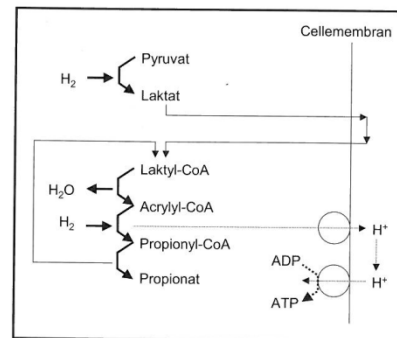 Cellemembran
Pyruvat
H₂
Laktat
Laktyl-CoA
H₂O
Acrylyl-CoA
H₂
H⁺
Propionyl-CoA
ADP
Propionat
H⁺
ATP